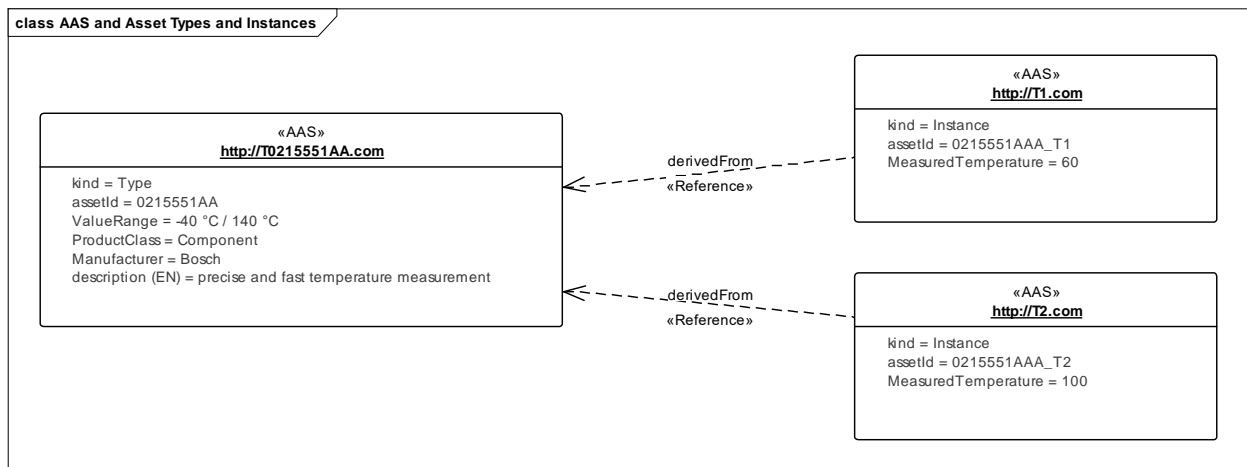 class AAS and Asset Types and Instances
«AAS»
http://T0215551AA.com
kind = Type
assetId = 0215551AA
ValueRange = -40 °C / 140 °C
ProductClass = Component
Manufacturer = Bosch
description (EN) = precise and fast temperature measurement
derivedFrom
«Reference»
derivedFrom
«Reference»
«AAS»
http://T1.com
kind = Instance
assetId = 0215551AAA_T1
MeasuredTemperature = 60
«AAS»
http://T2.com
kind = Instance
assetId = 0215551AAA_T2
MeasuredTemperature = 100